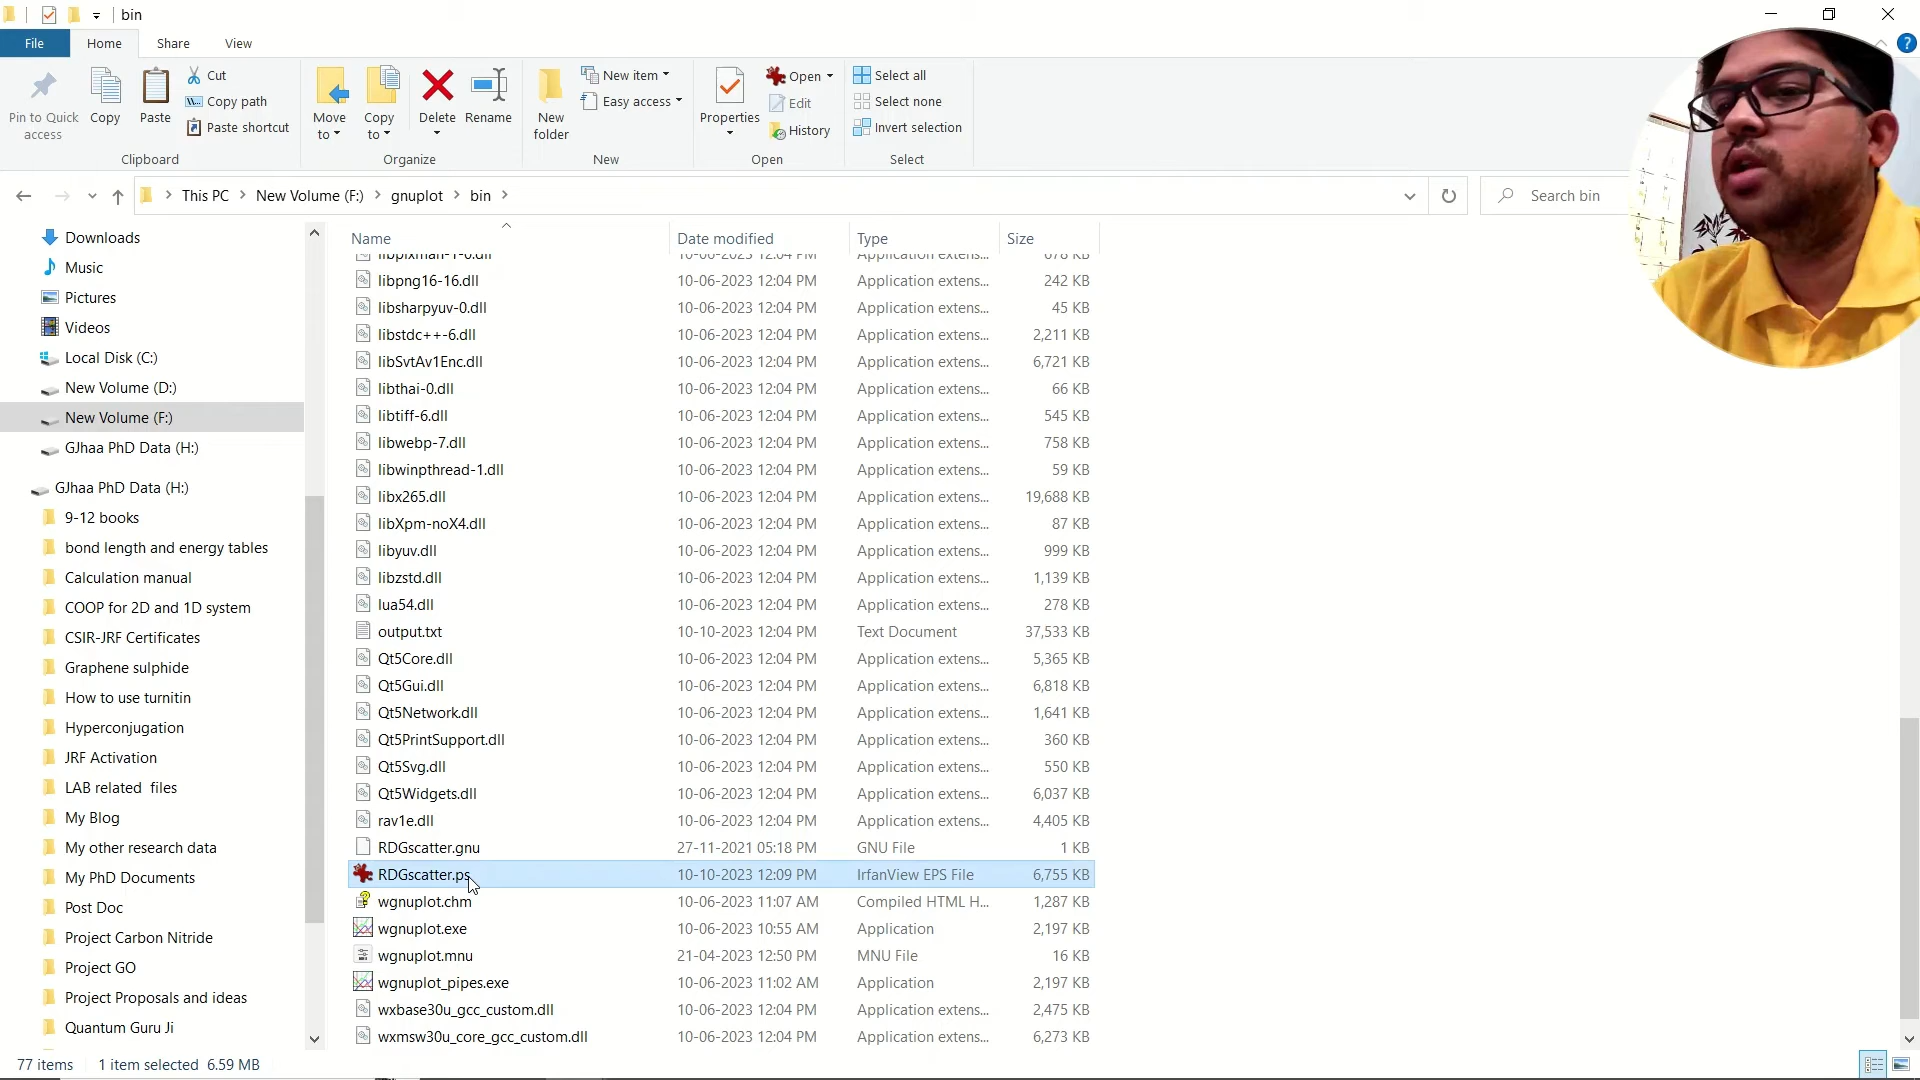 bin
File Home Share View
Pin to Quick access
Copy
Paste
Cut
Copy path
Paste shortcut
Clipboard
Move to
Copy to
Delete
Rename
Organize
New folder
New item
Easy access
New
Properties
Open
Edit
History
Open
Select all
Select none
Invert selection
Select
This PC > New Volume (F:) > gnuplot > bin >
Search bin
Downloads
Music
Pictures
Videos
Local Disk (C:)
New Volume (D:)
New Volume (F:)
GJhaa PhD Data (H:)
GJhaa PhD Data (H:)
9-12 books
bond length and energy tables
Calculation manual
COOP for 2D and 1D system
CSIR-JRF Certificates
Graphene sulphide
How to use turnitin
Hyperconjugation
JRF Activation
LAB related files
My Blog
My other research data
My PhD Documents
Post Doc
Project Carbon Nitride
Project GO
Project Proposals and ideas
Quantum Guru Ji
Name Date modified Type Size
libpixman-1-0.dll 10-06-2023 12:04 PM Application extens... 678 KB
libpng16-16.dll 10-06-2023 12:04 PM Application extens... 242 KB
libsharpyuv-0.dll 10-06-2023 12:04 PM Application extens... 45 KB
libstdc++-6.dll 10-06-2023 12:04 PM Application extens... 2,211 KB
libSvtAv1Enc.dll 10-06-2023 12:04 PM Application extens... 6,721 KB
libthai-0.dll 10-06-2023 12:04 PM Application extens... 66 KB
libtiff-6.dll 10-06-2023 12:04 PM Application extens... 545 KB
libwebp-7.dll 10-06-2023 12:04 PM Application extens... 758 KB
libwinpthread-1.dll 10-06-2023 12:04 PM Application extens... 59 KB
libx265.dll 10-06-2023 12:04 PM Application extens... 19,688 KB
libXpm-noX4.dll 10-06-2023 12:04 PM Application extens... 87 KB
libyuv.dll 10-06-2023 12:04 PM Application extens... 999 KB
libzstd.dll 10-06-2023 12:04 PM Application extens... 1,139 KB
lua54.dll 10-06-2023 12:04 PM Application extens... 278 KB
output.txt 10-10-2023 12:04 PM Text Document 37,533 KB
Qt5Core.dll 10-06-2023 12:04 PM Application extens... 5,365 KB
Qt5Gui.dll 10-06-2023 12:04 PM Application extens... 6,818 KB
Qt5Network.dll 10-06-2023 12:04 PM Application extens... 1,641 KB
Qt5PrintSupport.dll 10-06-2023 12:04 PM Application extens... 360 KB
Qt5Svg.dll 10-06-2023 12:04 PM Application extens... 550 KB
Qt5Widgets.dll 10-06-2023 12:04 PM Application extens... 6,037 KB
rav1e.dll 10-06-2023 12:04 PM Application extens... 4,405 KB
RDGscatter.gnu 27-11-2021 05:18 PM GNU File 1 KB
RDGscatter.ps 10-10-2023 12:09 PM IrfanView EPS File 6,755 KB
wgnuplot.chm 10-06-2023 11:07 AM Compiled HTML H... 1,287 KB
wgnuplot.exe 10-06-2023 10:55 AM Application 2,197 KB
wgnuplot.mnu 21-04-2023 12:50 PM MNU File 16 KB
wgnuplot_pipes.exe 10-06-2023 11:02 AM Application 2,197 KB
wxbase30u_gcc_custom.dll 10-06-2023 12:04 PM Application extens... 2,475 KB
wxmsw30u_core_gcc_custom.dll 10-06-2023 12:04 PM Application extens... 6,273 KB
77 items 1 item selected 6.59 MB